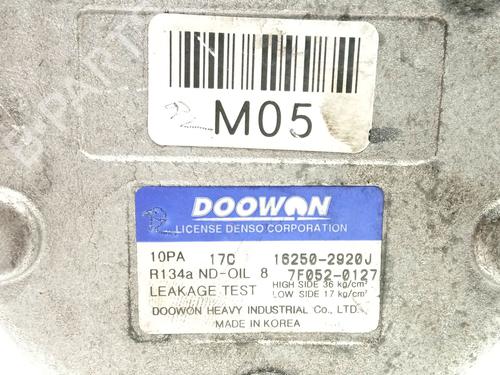 M05
DOOWON
LICENSE DENSO CORPORATION
10PA 17C 16250-2920J
R134a ND-OIL 8 7F052-0127
LEAKAGE TEST HIGH SIDE 36 kg/cm²
LOW SIDE 17 kg/cm²
DOOWON HEAVY INDUSTRIAL Co., LTD.
MADE IN KOREA